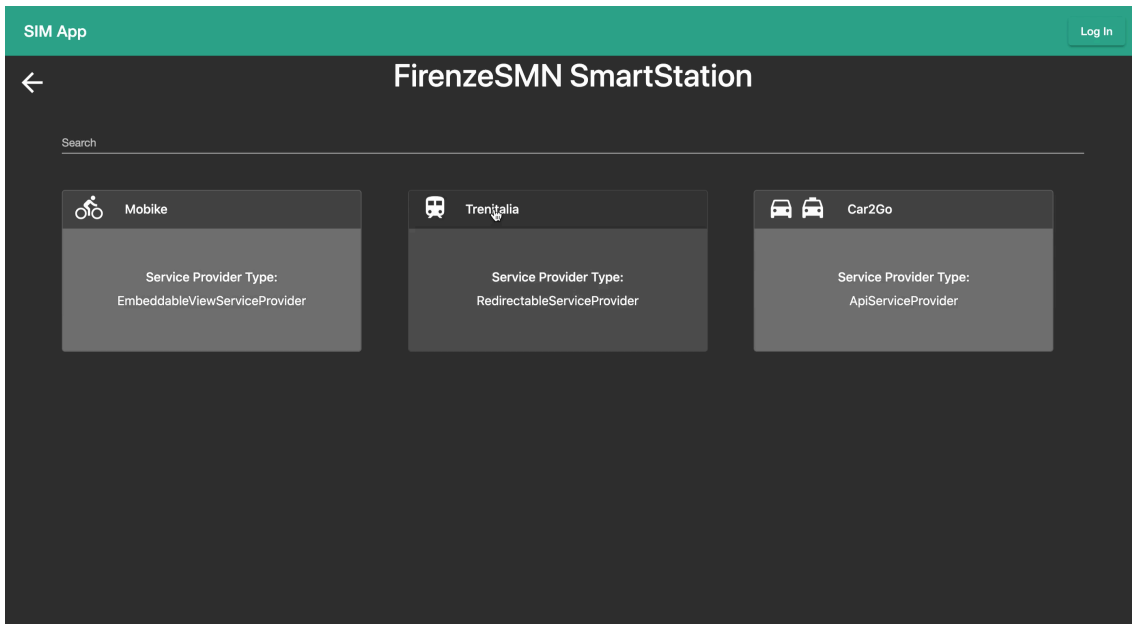 SIM App
Log In
FirenzeSMN SmartStation
Search
Mobike
Trenitalia
Car2Go
Service Provider Type:
EmbeddableViewServiceProvider
Service Provider Type:
RedirectableServiceProvider
Service Provider Type:
ApiServiceProvider